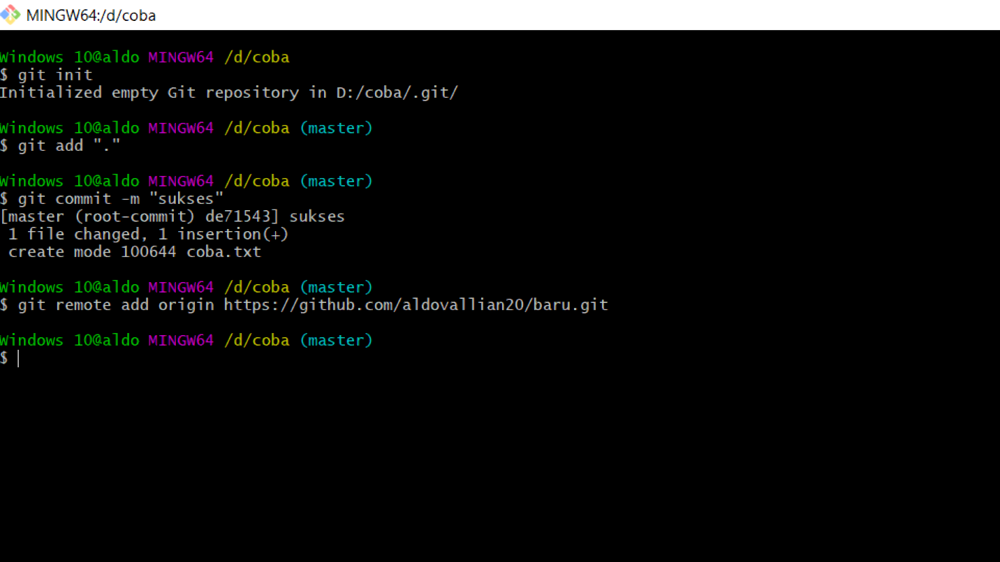 MINGW64:/d/coba
Windows 10@aldo MINGW64 /d/coba
$ git init
Initialized empty Git repository in D:/coba/.git/
Windows 10@aldo MINGW64 /d/coba (master)
$ git add "."
Windows 10@aldo MINGW64 /d/coba (master)
$ git commit -m "sukses"
[master (root-commit) de71543] sukses
 1 file changed, 1 insertion(+)
 create mode 100644 coba.txt
Windows 10@aldo MINGW64 /d/coba (master)
$ git remote add origin https://github.com/aldovallian20/baru.git
Windows 10@aldo MINGW64 /d/coba (master)
$